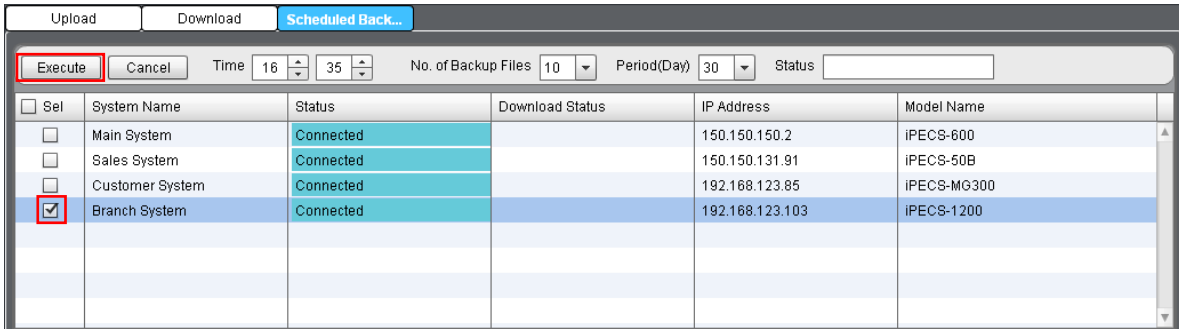 Upload Download Scheduled Back...
Execute Cancel Time 16 35 No. of Backup Files 10 Period(Day) 30 Status
Sel System Name Status Download Status IP Address Model Name
Main System Connected 150.150.150.2 iPECS-600
Sales System Connected 150.150.131.91 iPECS-50B
Customer System Connected 192.168.123.85 iPECS-MG300
Branch System Connected 192.168.123.103 iPECS-1200